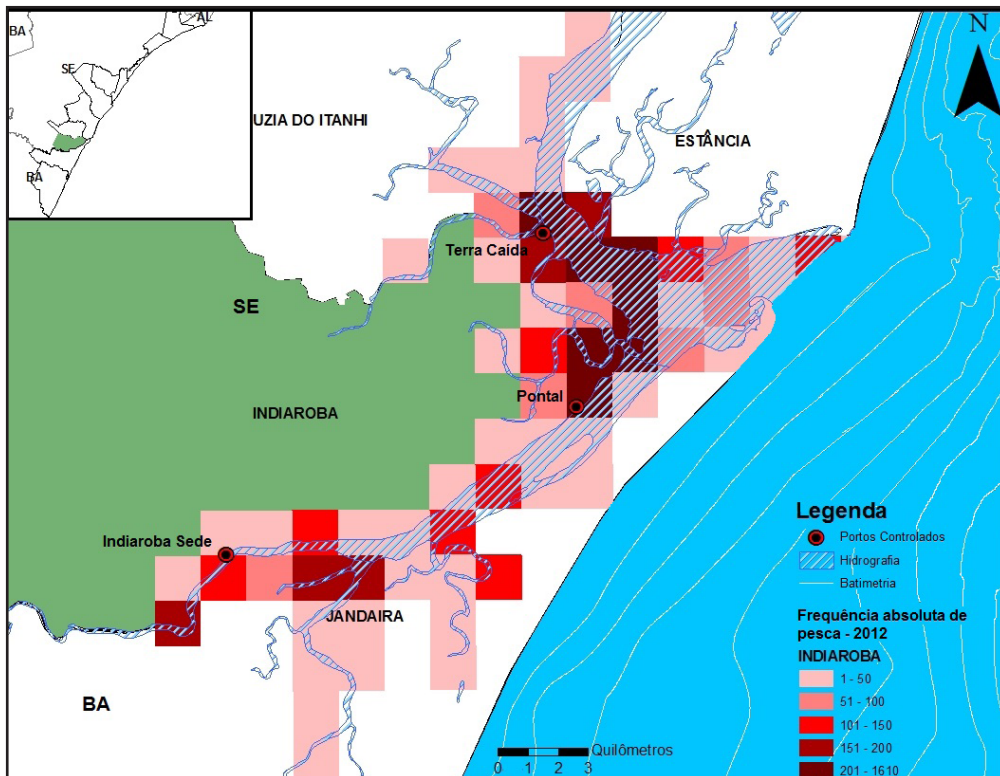 BA
AL
SE
BA
N
UZIA DO ITANHI
ESTÂNCIA
Terra Caída
SE
INDIAROBA
Pontal
Indiaroba Sede
JANDAIRA
BA
Legenda
Portos Controlados
Hidrografia
Batimetria
Frequência absoluta de
pesca - 2012
INDIAROBA
1 - 50
51 - 100
101 - 150
151 - 200
201 - 1610
Quilômetros
0 1 2 3